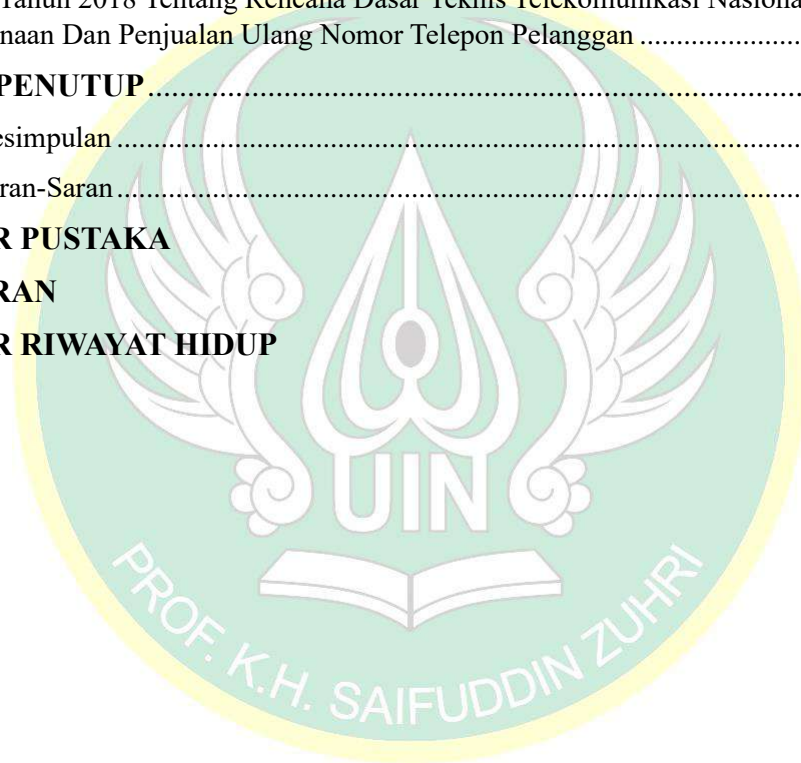 Tahun 2018 Tentang Rencana Dasar Teknis Telekomunikasi Nasional
naan Dan Penjualan Ulang Nomor Telepon Pelanggan ....................
PENUTUP..........................................................................................
esimpulan ...............................................................................................
ran-Saran ...............................................................................................
R PUSTAKA
RAN
R RIWAYAT HIDUP
UIN
PROF. K.H. SAIFUDDIN ZUHRI